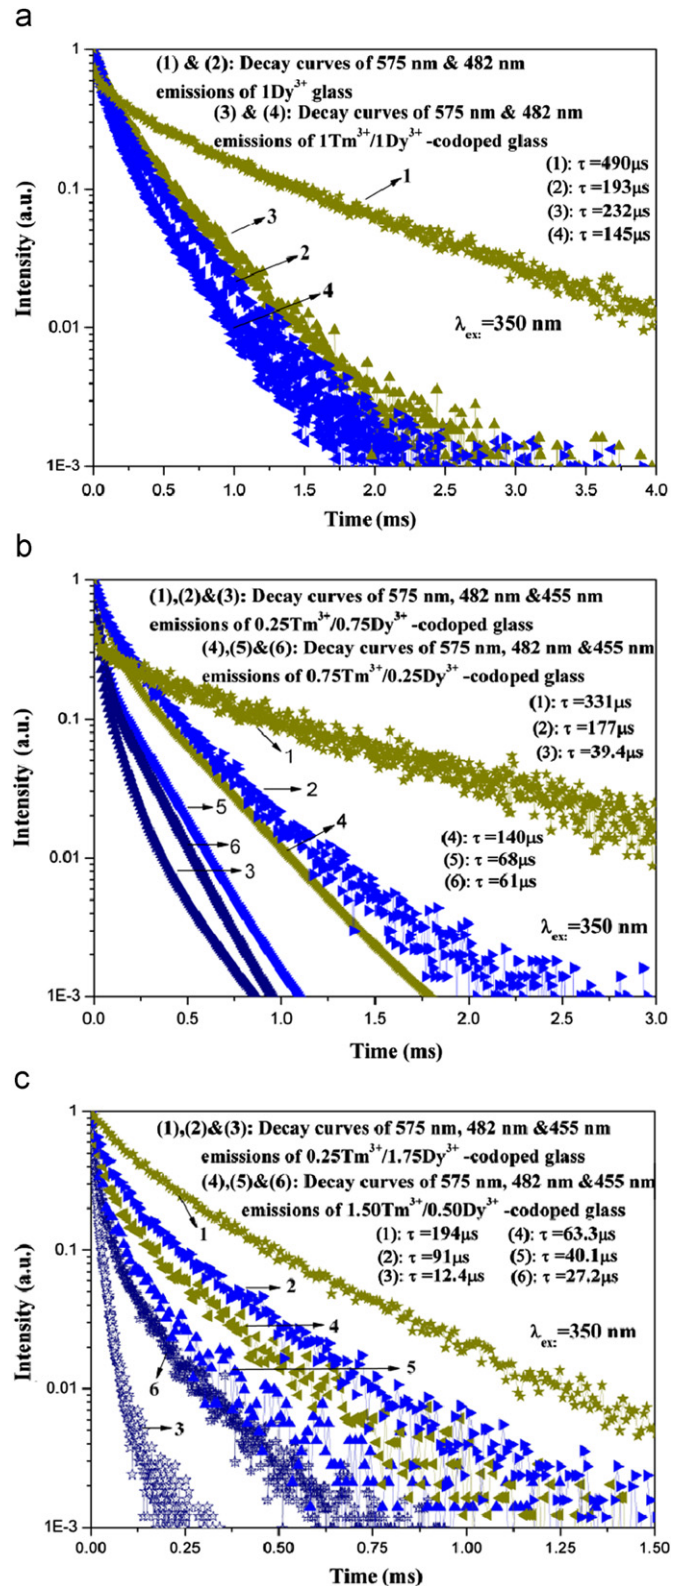 a
(1) & (2): Decay curves of 575 nm & 482 nm
emissions of 1Dy³⁺ glass
(3) & (4): Decay curves of 575 nm & 482 nm
emissions of 1Tm³⁺/1Dy³⁺ -codoped glass
(1): τ =490μs
(2): τ =193μs
(3): τ =232μs
(4): τ =145μs
1
3
2
4
λex:=350 nm
Intensity (a.u.)
1
0.1
0.01
1E-3
0.0 0.5 1.0 1.5 2.0 2.5 3.0 3.5 4.0
Time (ms)
b
(1),(2)&(3): Decay curves of 575 nm, 482 nm &455 nm
emissions of 0.25Tm³⁺/0.75Dy³⁺ -codoped glass
(4),(5)&(6): Decay curves of 575 nm, 482 nm &455 nm
emissions of 0.75Tm³⁺/0.25Dy³⁺ -codoped glass
(1): τ =331μs
(2): τ =177μs
(3): τ =39.4μs
1
2
5
4
6
3
(4): τ =140μs
(5): τ =68μs
(6): τ =61μs
λex:=350 nm
Intensity (a.u.)
1
0.1
0.01
1E-3
0.0 0.5 1.0 1.5 2.0 2.5 3.0
Time (ms)
c
(1),(2)&(3): Decay curves of 575 nm, 482 nm &455 nm
emissions of 0.25Tm³⁺/1.75Dy³⁺ -codoped glass
(4),(5)&(6): Decay curves of 575 nm, 482 nm &455 nm
emissions of 1.50Tm³⁺/0.50Dy³⁺ -codoped glass
(1): τ =194μs (4): τ =63.3μs
(2): τ =91μs (5): τ =40.1μs
(3): τ =12.4μs (6): τ =27.2μs
1
2
4
5
6
3
λex:=350 nm
Intensity (a.u.)
1
0.1
0.01
1E-3
0.00 0.25 0.50 0.75 1.00 1.25 1.50
Time (ms)